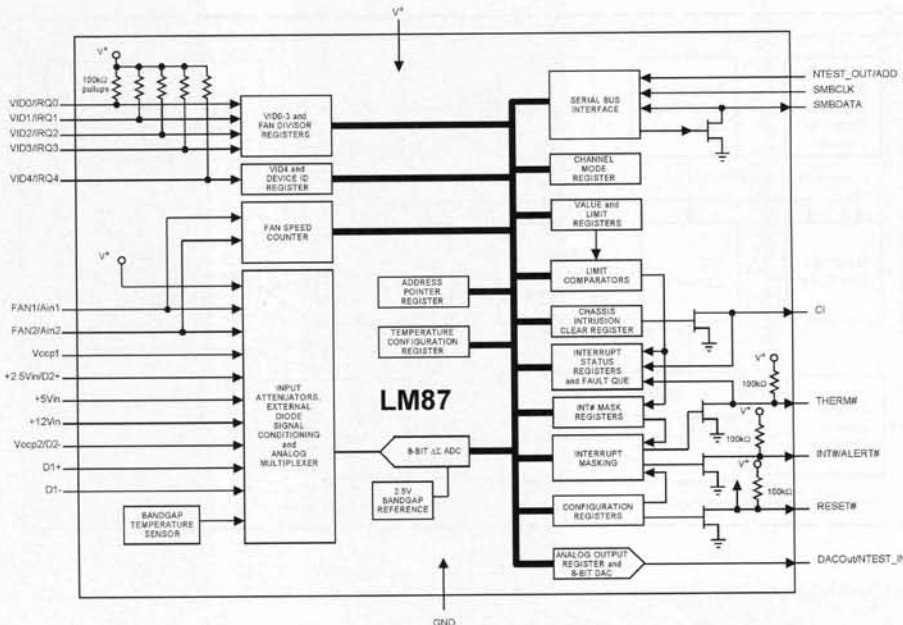 V+
V+
100kΩ
pullups
VID0/IRQ0
VID1/IRQ1
VID2/IRQ2
VID3/IRQ3
VID4/IRQ4
VID0-3 and
FAN DIVISOR
REGISTERS
VID4 and
DEVICE ID
REGISTER
FAN SPEED
COUNTER
V+
FAN1/Ain1
FAN2/Ain2
Vccp1
+2.5Vin/D2+
+5Vin
+12Vin
Vccp2/D2-
D1+
D1-
INPUT
ATTENUATORS,
EXTERNAL
DIODE
SIGNAL
CONDITIONING
and
ANALOG
MULTIPLEXER
BANDGAP
TEMPERATURE
SENSOR
ADDRESS
POINTER
REGISTER
TEMPERATURE
CONFIGURATION
REGISTER
LM87
8-BIT ΔΣ ADC
2.5V
BANDGAP
REFERENCE
SERIAL BUS
INTERFACE
CHANNEL
MODE
REGISTER
VALUE and
LIMIT
REGISTERS
LIMIT
COMPARATORS
CHASSIS
INTRUSION
CLEAR REGISTER
INTERRUPT
STATUS
REGISTERS
and FAULT QUE
INT# MASK
REGISTERS
INTERRUPT
MASKING
CONFIGURATION
REGISTERS
ANALOG OUTPUT
REGISTER and
8-BIT DAC
NTEST_OUT/ADD
SMBCLK
SMBDATA
CI
V+
100kΩ
THERM#
V+
100kΩ
INT#/ALERT#
V+
100kΩ
RESET#
DACOut/NTEST_IN
GND